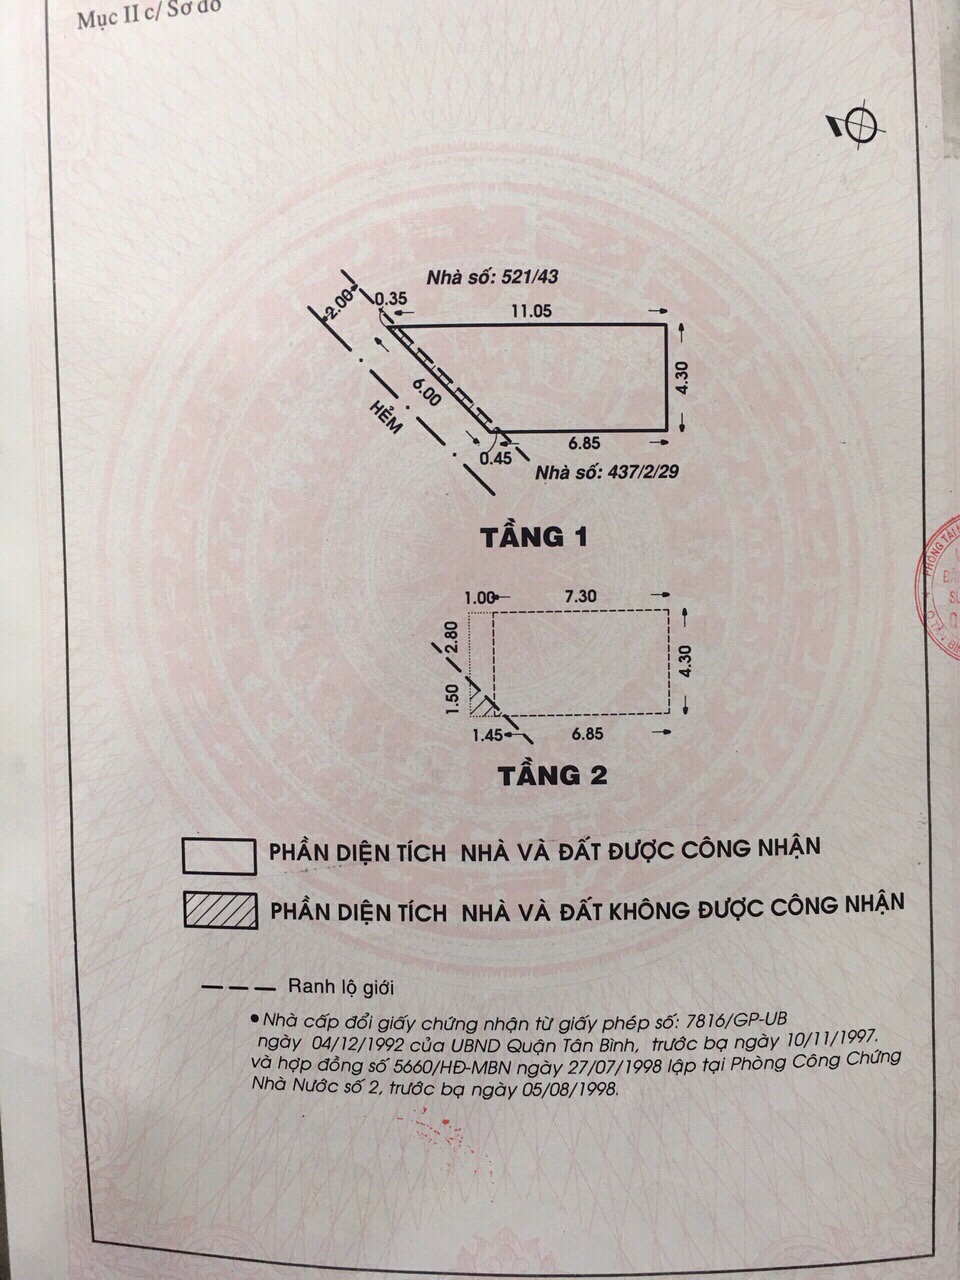 Mục II c/ Sơ đồ
Nhà số: 521/43
2.00
0.35
11.05
4.30
6.00
HẺM
6.85
0.45
Nhà số: 437/2/29
TẦNG 1
1.00
7.30
2.80
4.30
1.50
1.45
6.85
TẦNG 2
PHẦN DIỆN TÍCH NHÀ VÀ ĐẤT ĐƯỢC CÔNG NHẬN
PHẦN DIỆN TÍCH NHÀ VÀ ĐẤT KHÔNG ĐƯỢC CÔNG NHẬN
Ranh lộ giới
• Nhà cấp đổi giấy chứng nhận từ giấy phép số: 7816/GP-UB
ngày 04/12/1992 của UBND Quận Tân Bình, trước bạ ngày 10/11/1997.
và hợp đồng số 5660/HĐ-MBN ngày 27/07/1998 lập tại Phòng Công Chứng
Nhà Nước số 2, trước bạ ngày 05/08/1998.